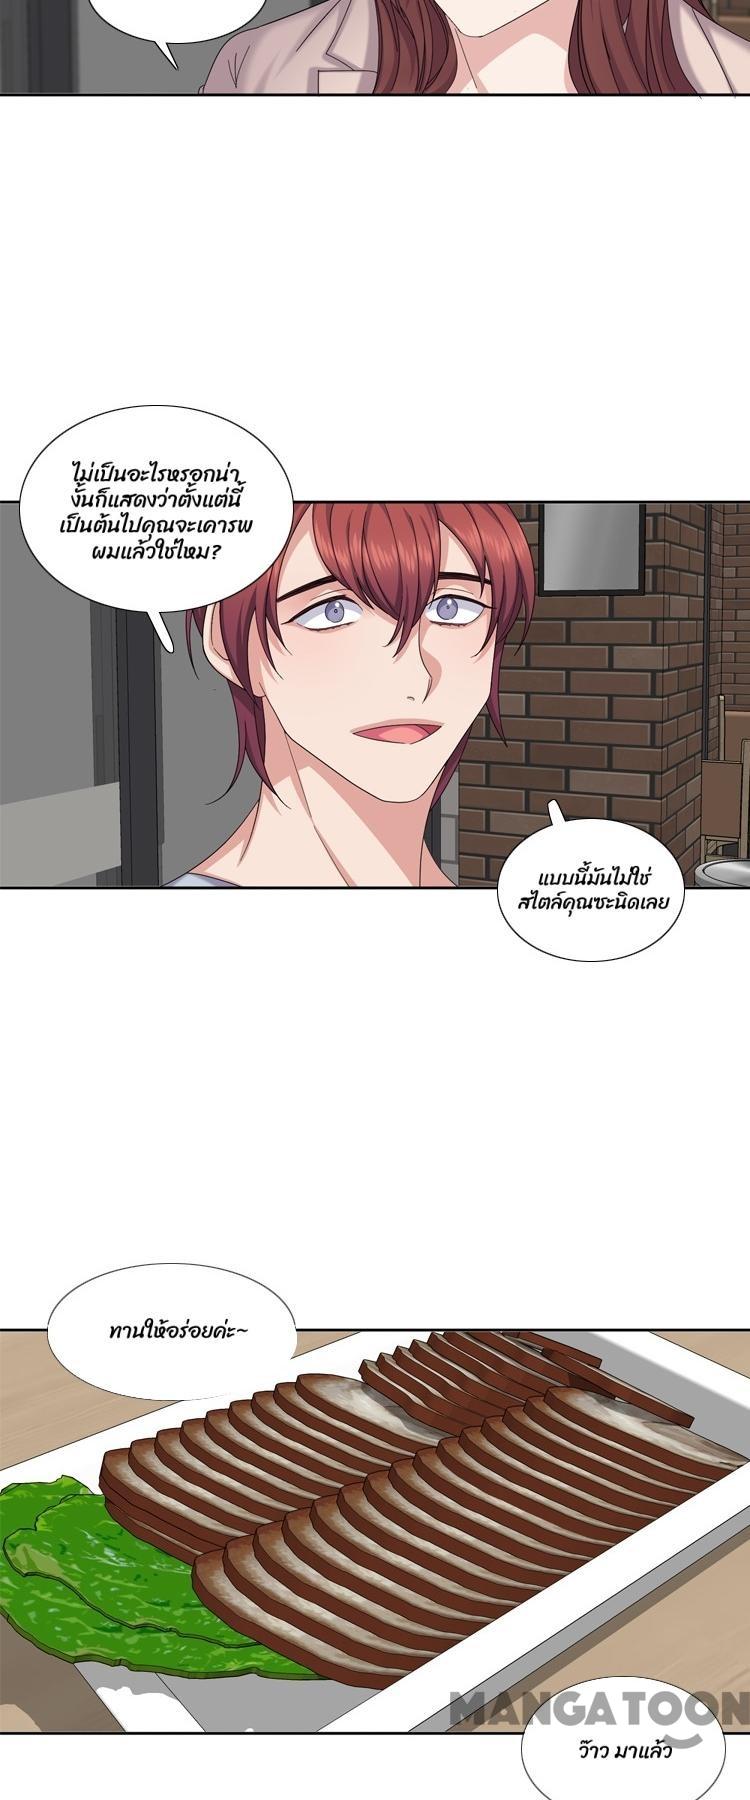 ไม่เป็นอะไรหรอกน่า
งั้นก็แสดงว่าตั้งแต่นี้
เป็นต้นไปคุณจะเคารพ
ผมแล้วใช่ไหม?
แบบนี้มันไม่ใช่
สไตล์คุณซะนิดเลย
ทานให้อร่อยค่ะ~
MANGATOON
ว๊าว มาแล้ว